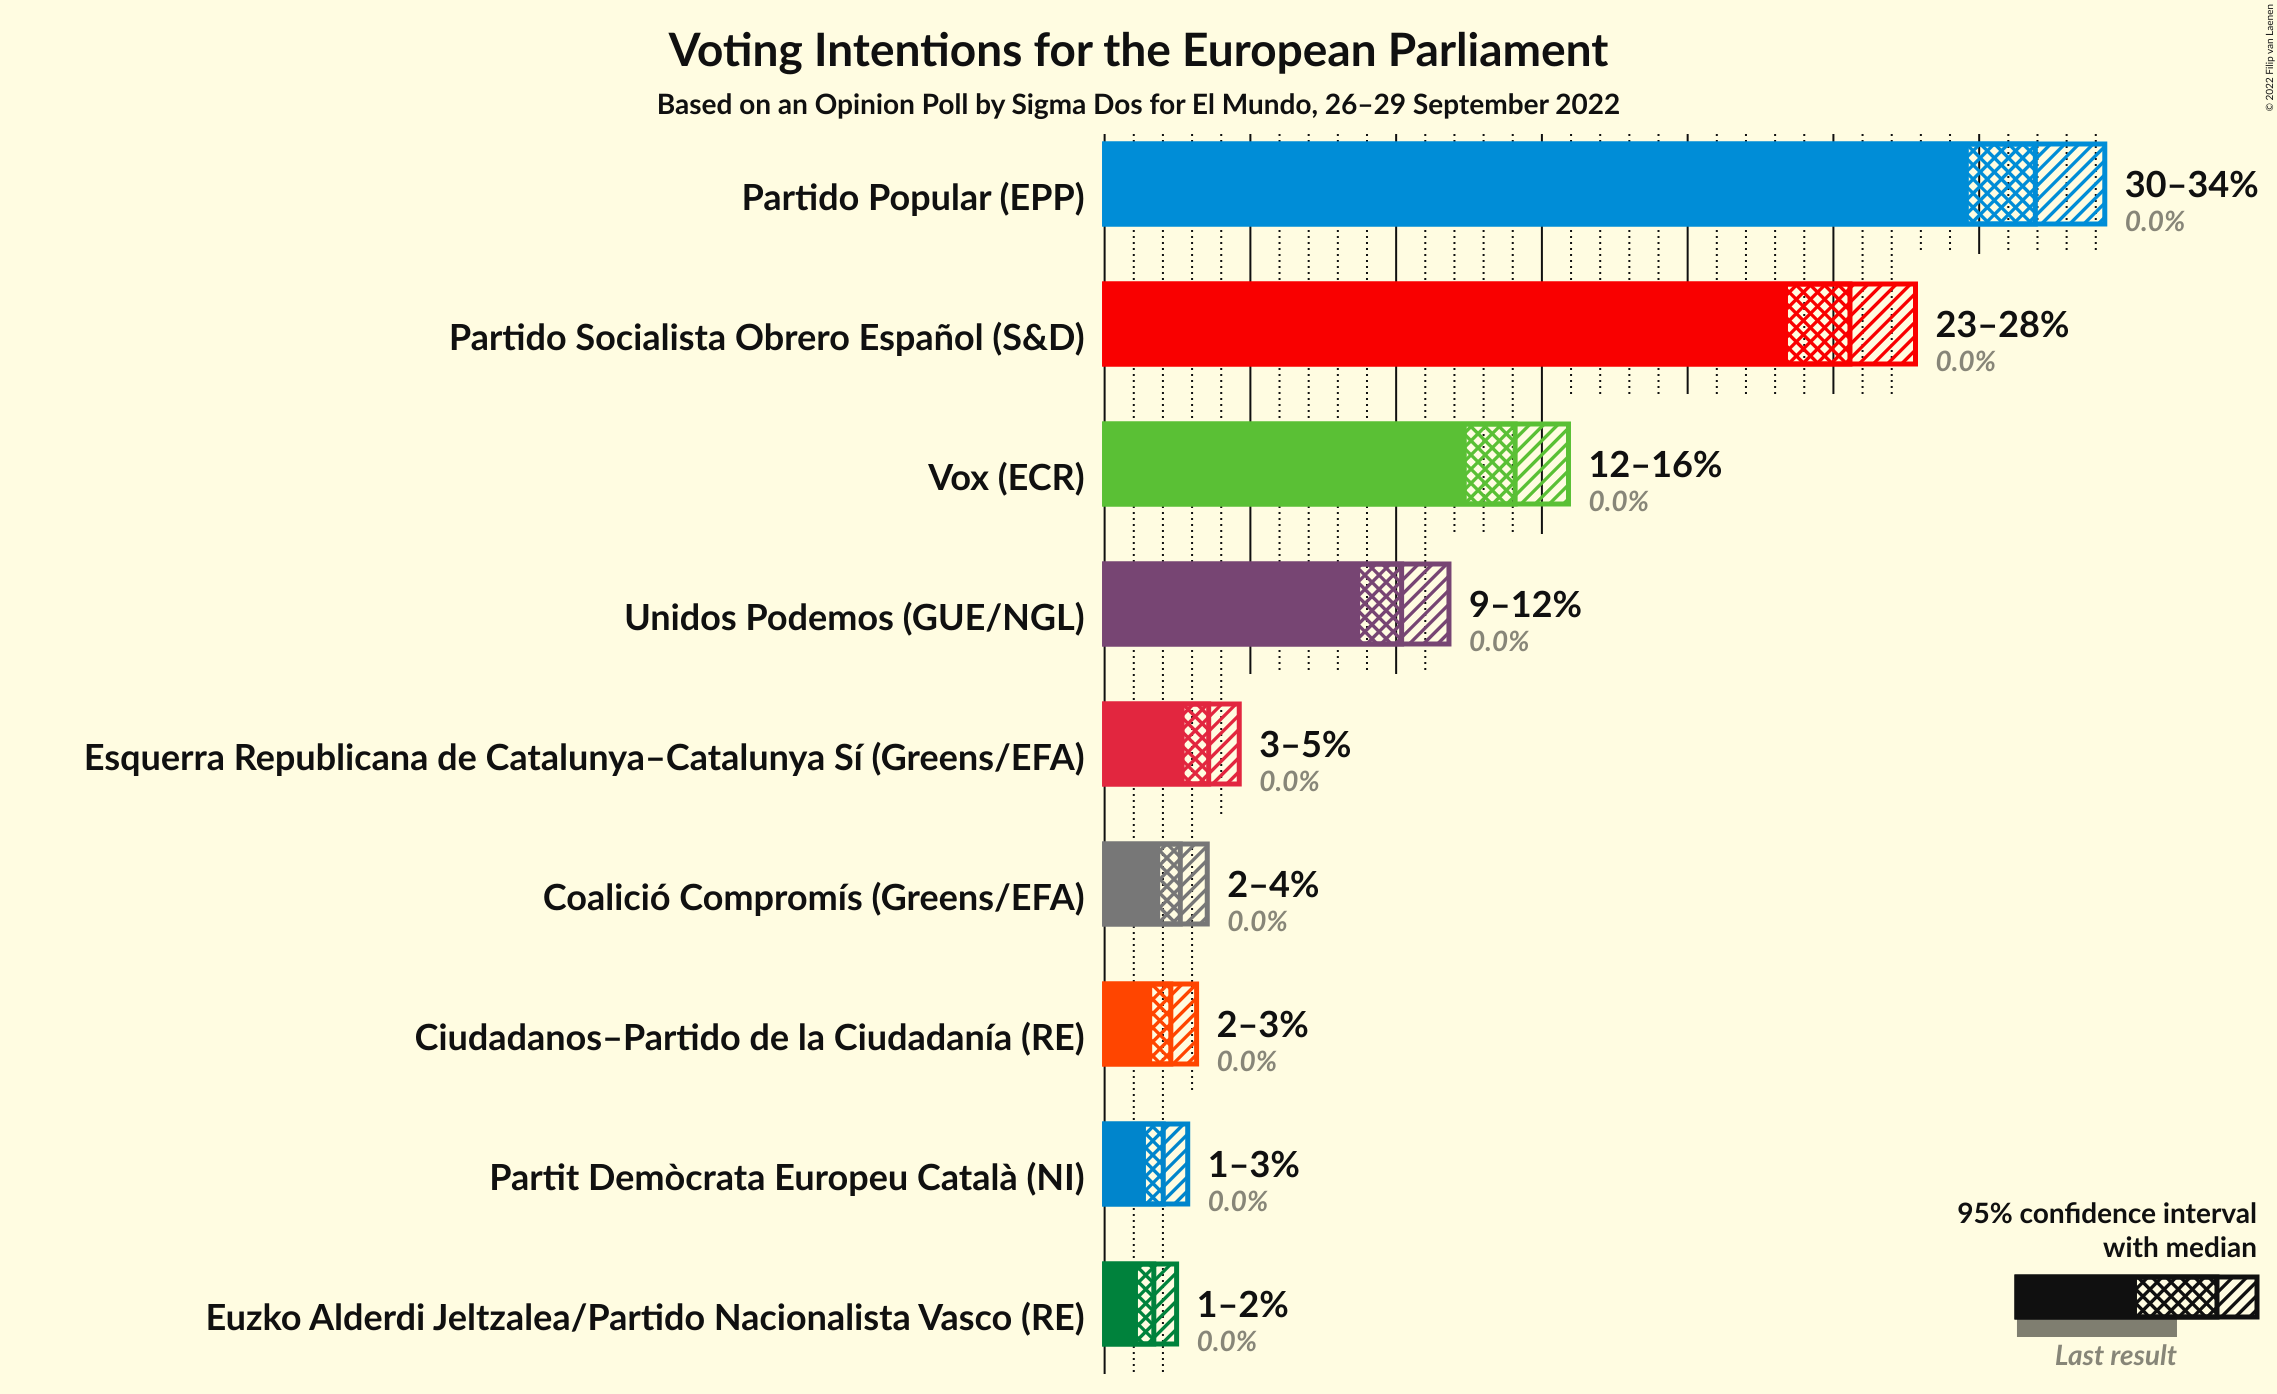 Voting Intentions for the European Parliament
Based on an Opinion Poll by Sigma Dos for El Mundo, 26–29 September 2022
© 2022 Filip van Laenen
Partido Popular (EPP)
30–34%
0.0%
Partido Socialista Obrero Español (S&D)
23–28%
0.0%
Vox (ECR)
12–16%
0.0%
Unidos Podemos (GUE/NGL)
9–12%
0.0%
Esquerra Republicana de Catalunya–Catalunya Sí (Greens/EFA)
3–5%
0.0%
Coalició Compromís (Greens/EFA)
2–4%
0.0%
Ciudadanos–Partido de la Ciudadanía (RE)
2–3%
0.0%
Partit Demòcrata Europeu Català (NI)
1–3%
0.0%
Euzko Alderdi Jeltzalea/Partido Nacionalista Vasco (RE)
1–2%
0.0%
95% confidence interval
with median
Last result